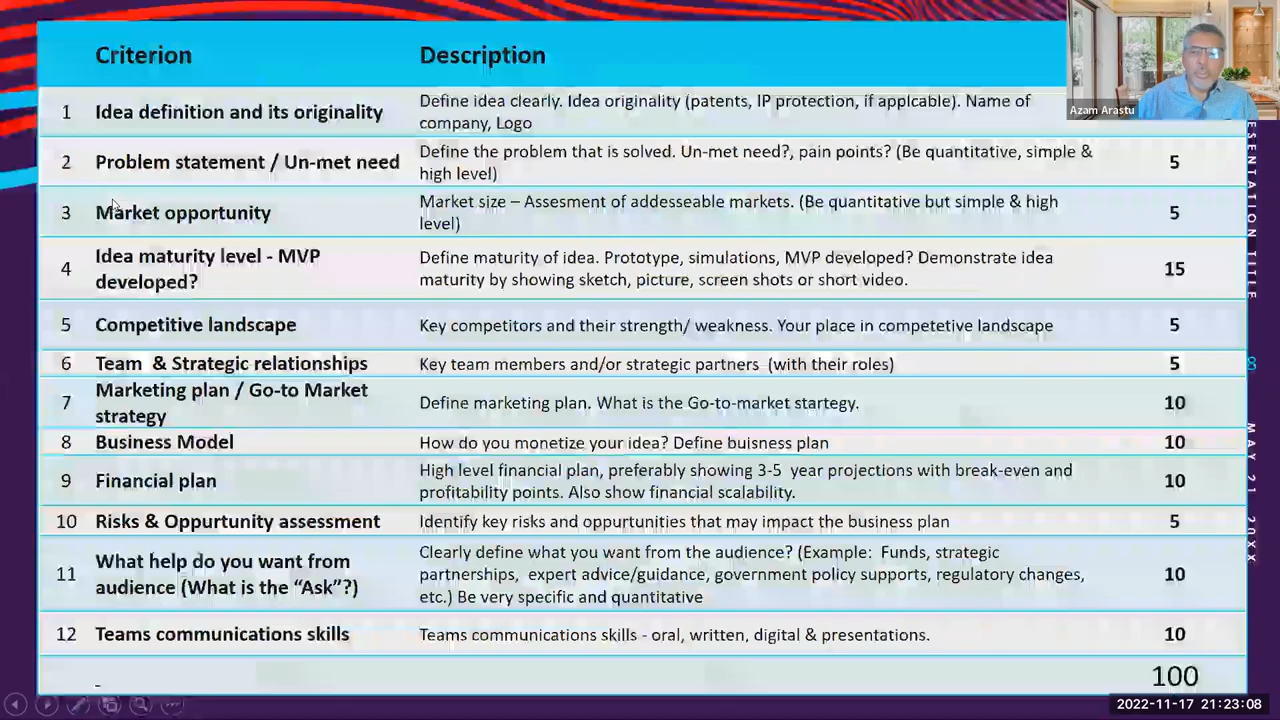 Criterion Description
Azam Arastu
1 Idea definition and its originality Define idea clearly. Idea originality (patents, IP protection, if applcable). Name of
company, Logo
2 Problem statement / Un-met need Define the problem that is solved. Un-met need?, pain points? (Be quantitative, simple & 5
high level)
3 Market opportunity Market size – Assesment of addesseable markets. (Be quantitative but simple & high 5
level)
4 Idea maturity level - MVP Define maturity of idea. Prototype, simulations, MVP developed? Demonstrate idea 15
developed? maturity by showing sketch, picture, screen shots or short video.
5 Competitive landscape Key competitors and their strength/ weakness. Your place in competetive landscape 5
6 Team & Strategic relationships Key team members and/or strategic partners (with their roles) 5
7 Marketing plan / Go-to Market Define marketing plan. What is the Go-to-market startegy. 10
strategy
8 Business Model How do you monetize your idea? Define buisness plan 10
9 Financial plan High level financial plan, preferably showing 3-5 year projections with break-even and 10
profitability points. Also show financial scalability.
10 Risks & Oppurtunity assessment Identify key risks and oppurtunities that may impact the business plan 5
11 What help do you want from Clearly define what you want from the audience? (Example: Funds, strategic 10
audience (What is the “Ask”?) partnerships, expert advice/guidance, government policy supports, regulatory changes,
etc.) Be very specific and quantitative
12 Teams communications skills Teams communications skills - oral, written, digital & presentations. 10
- 100
ESENTATION TITLE
8
MAY 21 20XX
2022-11-17 21:23:08